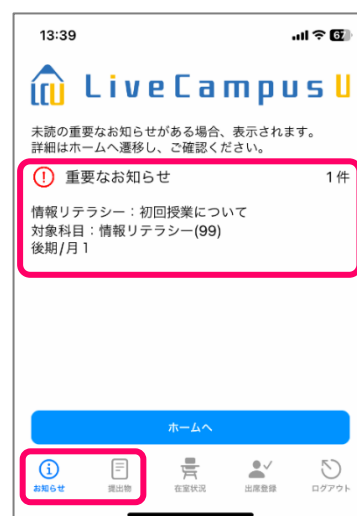 13:39
67
LCU LiveCampusU
未読の重要なお知らせがある場合、表示されます。
詳細はホームへ遷移し、ご確認ください。
重要なお知らせ 1件
情報リテラシー：初回授業について
対象科目：情報リテラシー(99)
後期/月1
ホームへ
お知らせ 提出物 在室状況 出席登録 ログアウト